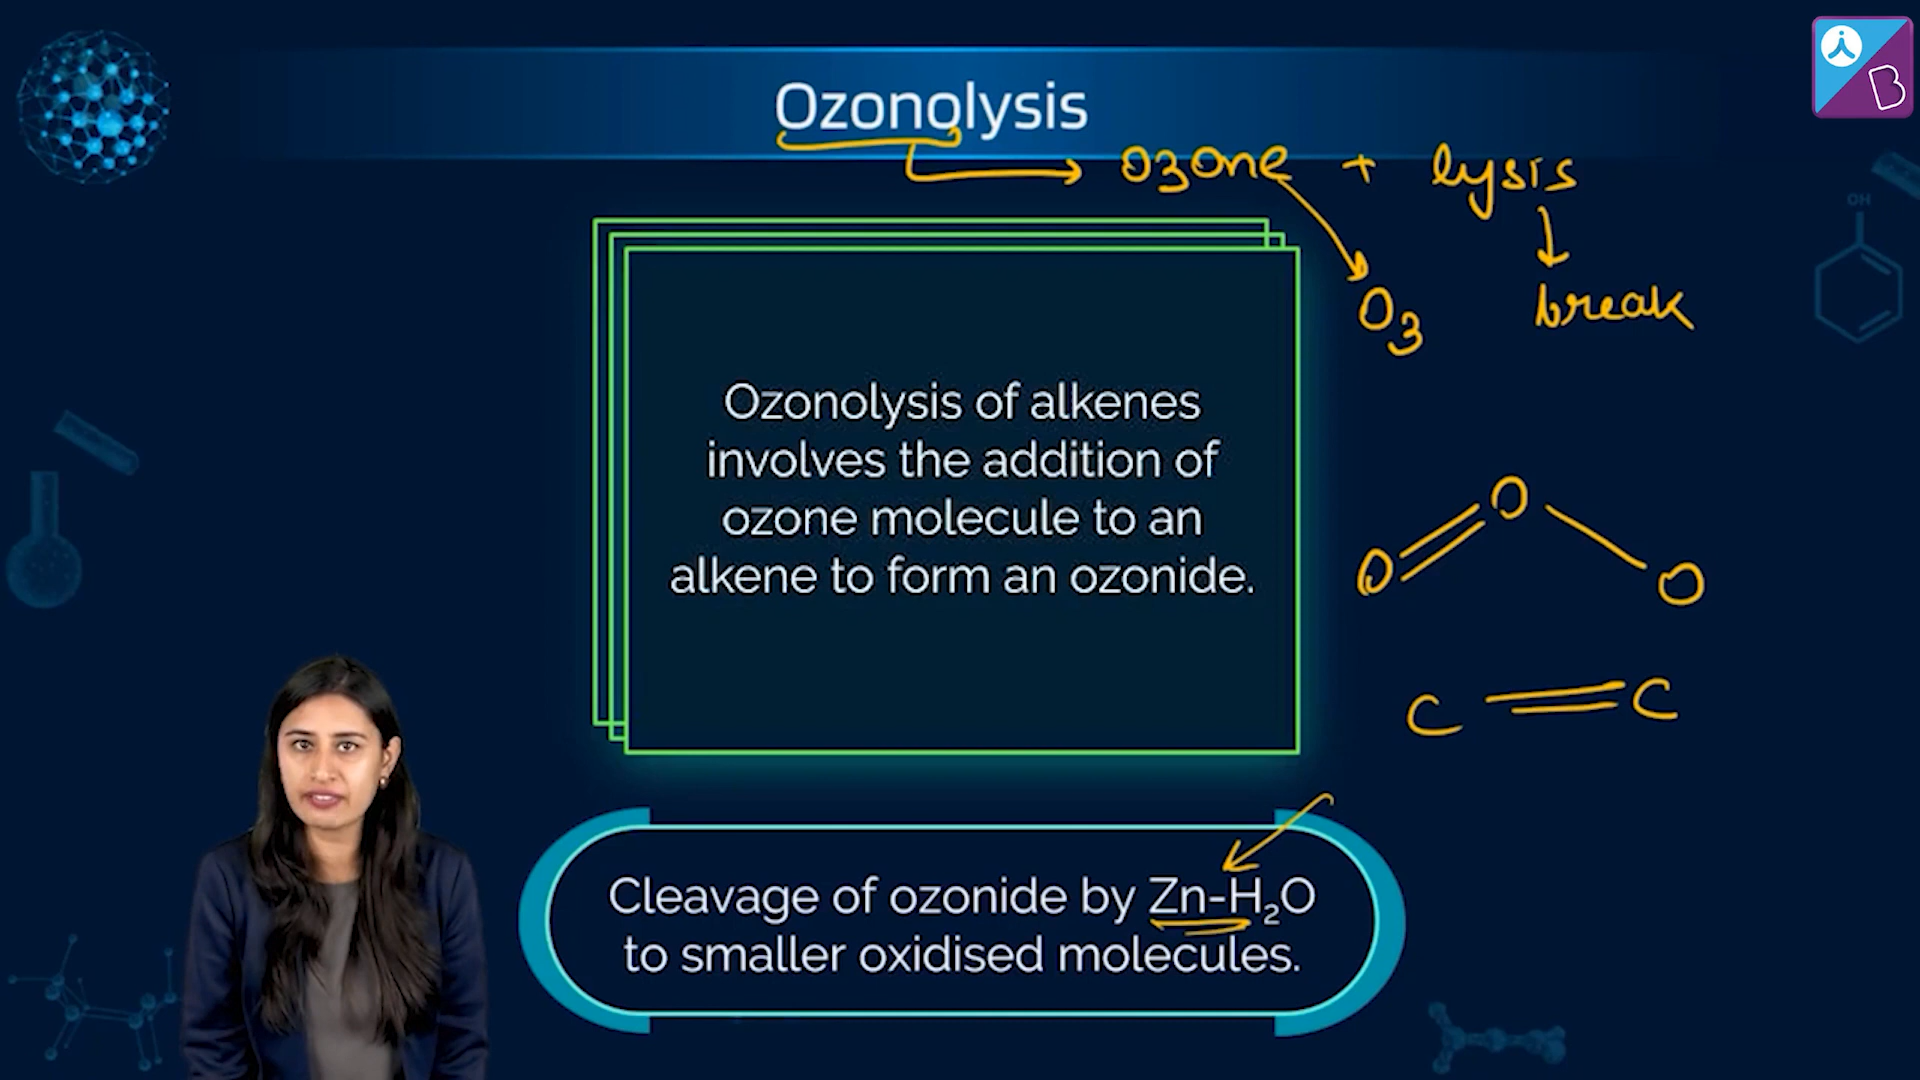 Ozonolysis
Ozone + lysis
O3
break
OH
Ozonolysis of alkenes
involves the addition of
ozone molecule to an
alkene to form an ozonide.
O
O
O
C
C
Cleavage of ozonide by Zn-H₂O
to smaller oxidised molecules.
B